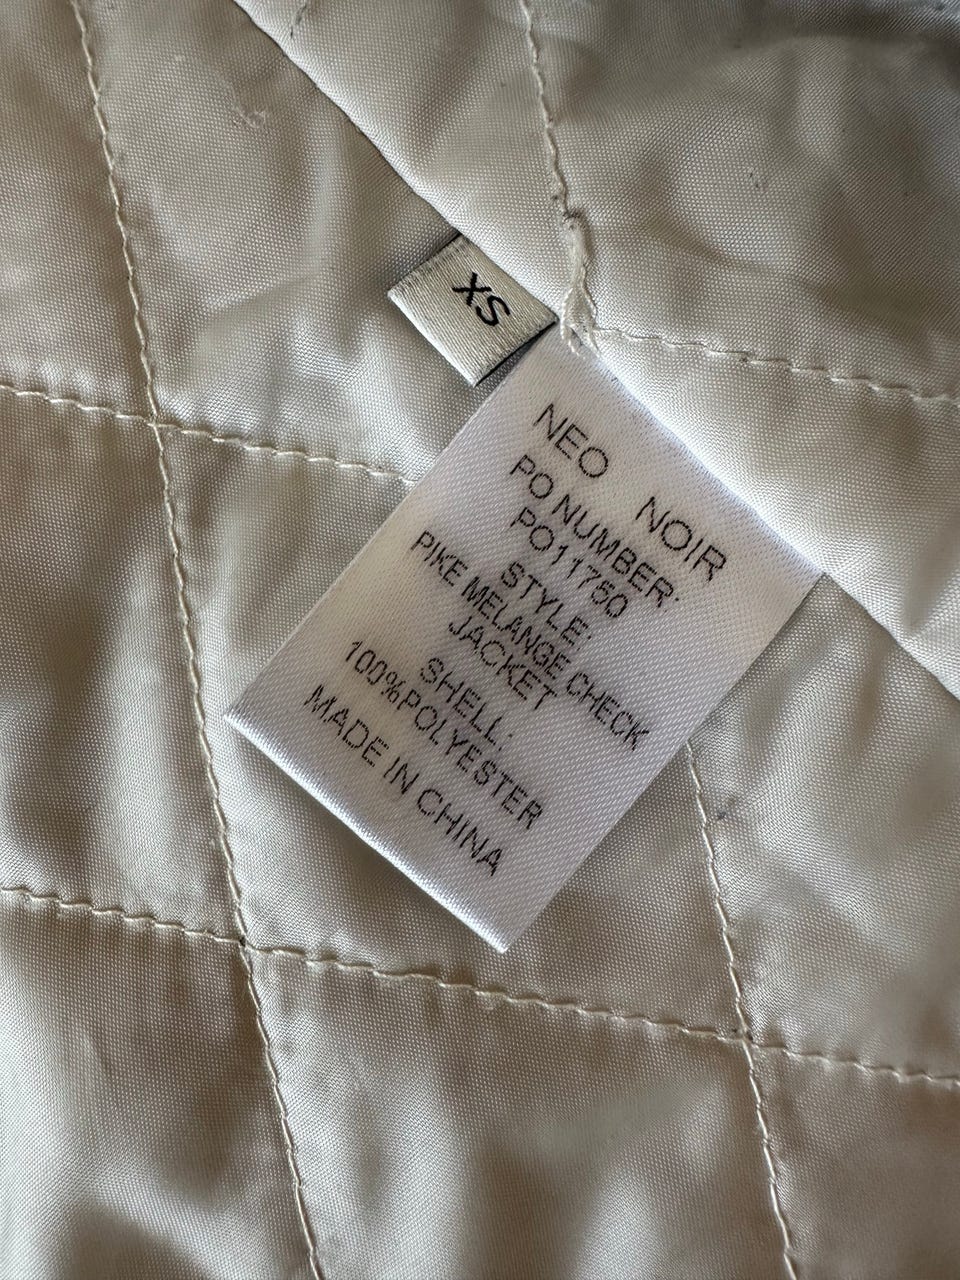 XS
NEO NOIR
PO NUMBER:
PO11750
STYLE:
PIKE MELANGE CHECK
JACKET
SHELL:
100%POLYESTER
MADE IN CHINA